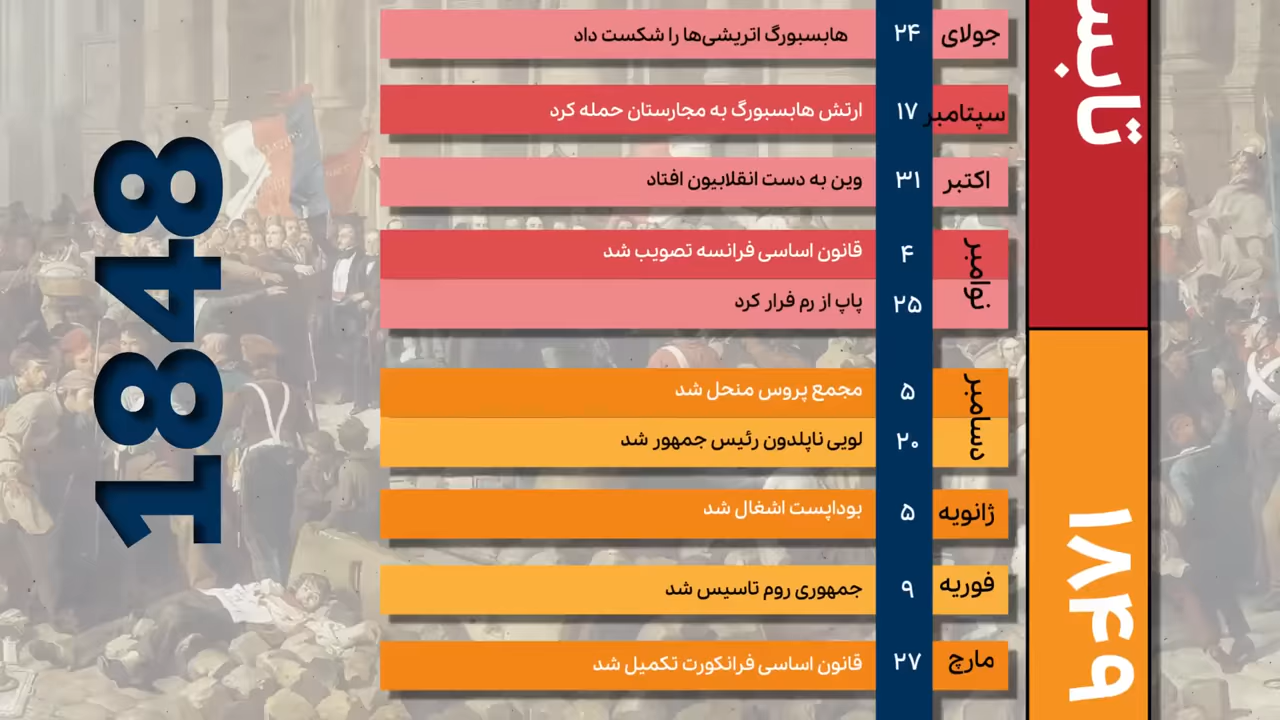 تابس
جولای ۲۴ هابسبورگ اتریشی‌ها را شکست داد
سپتامبر ۱۷ ارتش هابسبورگ به مجارستان حمله کرد
اکتبر ۳۱ وین به دست انقلابیون افتاد
نوامبر
۴ قانون اساسی فرانسه تصویب شد
۲۵ پاپ از رم فرار کرد
دسامبر
۵ مجمع پروس منحل شد
۲۰ لویی ناپلدون رئیس جمهور شد
۱۸۴۹
ژانویه ۵ بوداپست اشغال شد
فوریه ۹ جمهوری روم تاسیس شد
مارچ ۲۷ قانون اساسی فرانکورت تکمیل شد
1848